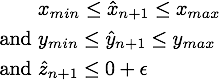 x_{min} ≤ x̂_{n+1} ≤ x_{max}
and y_{min} ≤ ŷ_{n+1} ≤ y_{max}
and ẑ_{n+1} ≤ 0 + ϵ